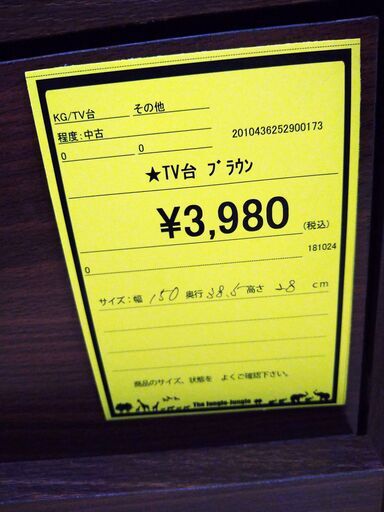 KG/TV台 その他
程度:中古
0 0 2010436252900173
★TV台 ﾌﾞﾗｳﾝ
¥3,980 (税込)
0 181024
サイズ:幅 150 奥行 38.5 高さ 28 cm
商品のサイズ、状態を よくご確認下さい。
The Jungle-Jungle